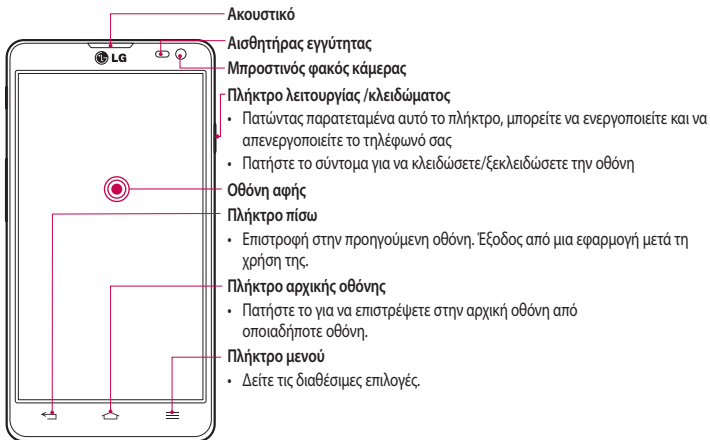 Ακουστικό
Αισθητήρας εγγύτητας
LG
Μπροστινός φακός κάμερας
Πλήκτρο λειτουργίας /κλειδώματος
• Πατώντας παρατεταμένα αυτό το πλήκτρο, μπορείτε να ενεργοποιείτε και να
απενεργοποιείτε το τηλέφωνό σας
• Πατήστε το σύντομα για να κλειδώσετε/ξεκλειδώσετε την οθόνη
Οθόνη αφής
Πλήκτρο πίσω
• Επιστροφή στην προηγούμενη οθόνη. Έξοδος από μια εφαρμογή μετά τη
χρήση της.
Πλήκτρο αρχικής οθόνης
• Πατήστε το για να επιστρέψετε στην αρχική οθόνη από
οποιαδήποτε οθόνη.
Πλήκτρο μενού
• Δείτε τις διαθέσιμες επιλογές.